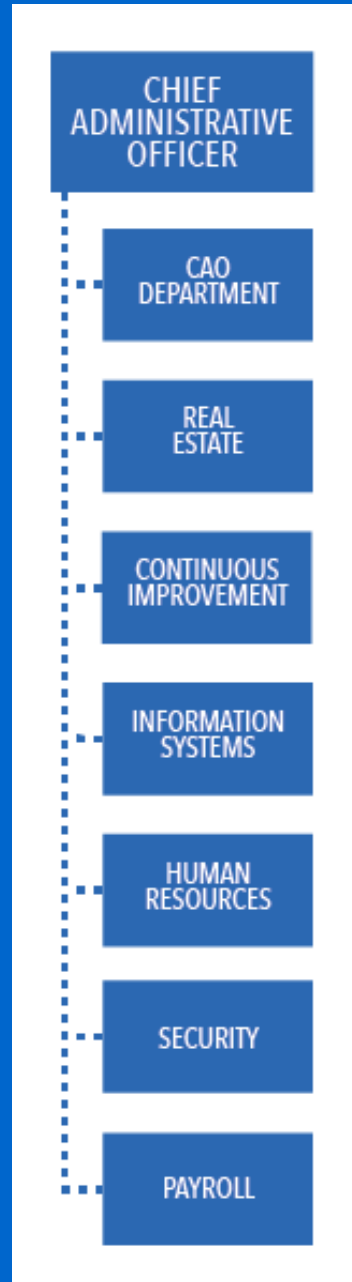 CHIEF
ADMINISTRATIVE
OFFICER
CAO
DEPARTMENT
REAL
ESTATE
CONTINUOUS
IMPROVEMENT
INFORMATION
SYSTEMS
HUMAN
RESOURCES
SECURITY
PAYROLL